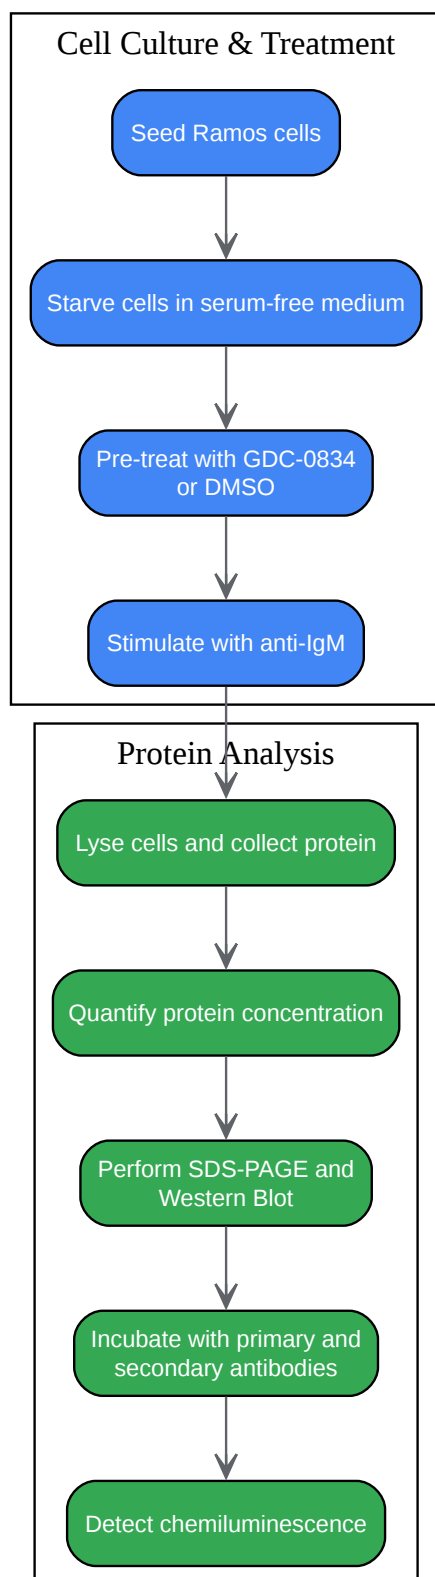 Cell Culture & Treatment
Seed Ramos cells
Starve cells in serum-free medium
Pre-treat with GDC-0834
or DMSO
Stimulate with anti-IgM
Protein Analysis
Lyse cells and collect protein
Quantify protein concentration
Perform SDS-PAGE and
Western Blot
Incubate with primary and
secondary antibodies
Detect chemiluminescence